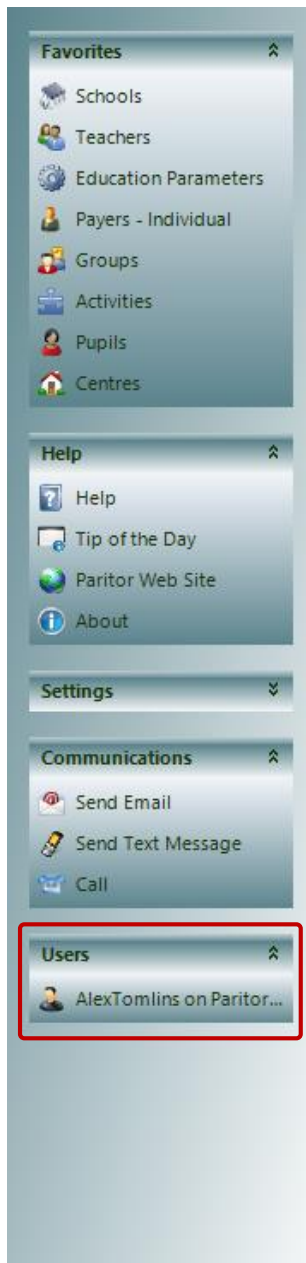 Favorites
Schools
Teachers
Education Parameters
Payers - Individual
Groups
Activities
Pupils
Centres
Help
Help
Tip of the Day
Paritor Web Site
About
Settings
Communications
Send Email
Send Text Message
Call
Users
AlexTomlins on Paritor...